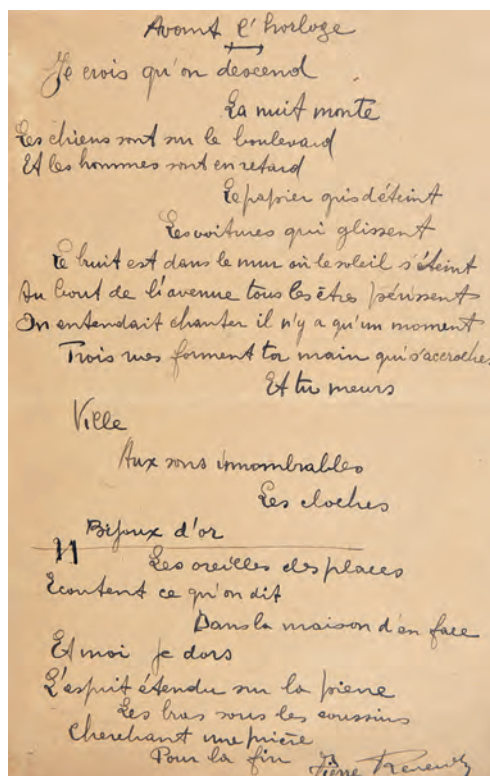 Avant l'horloge
Je crois qu'on descend
La nuit monte
Les chiens sont sur le boulevard
Et les hommes sont en retard
Le papier gris déteint
Les voitures qui glissent
Le bruit est dans le mur où le soleil s'éteint
Au bout de l'avenue tous les êtres périssent
On entendait chanter il n'y a qu'un moment
Trois rues forment ta main qui s'accroche
Et tu meurs
Ville
Aux sons innombrables
Les cloches
Bijoux d'or
Les oreilles des places
Ecoutent ce qu'on dit
Dans la maison d'en face
Et moi je dors
L'esprit étendu sur la pierre
Les bras sous les coussins
Cherchant une prière
Pour la fin
Pierre Reverdy